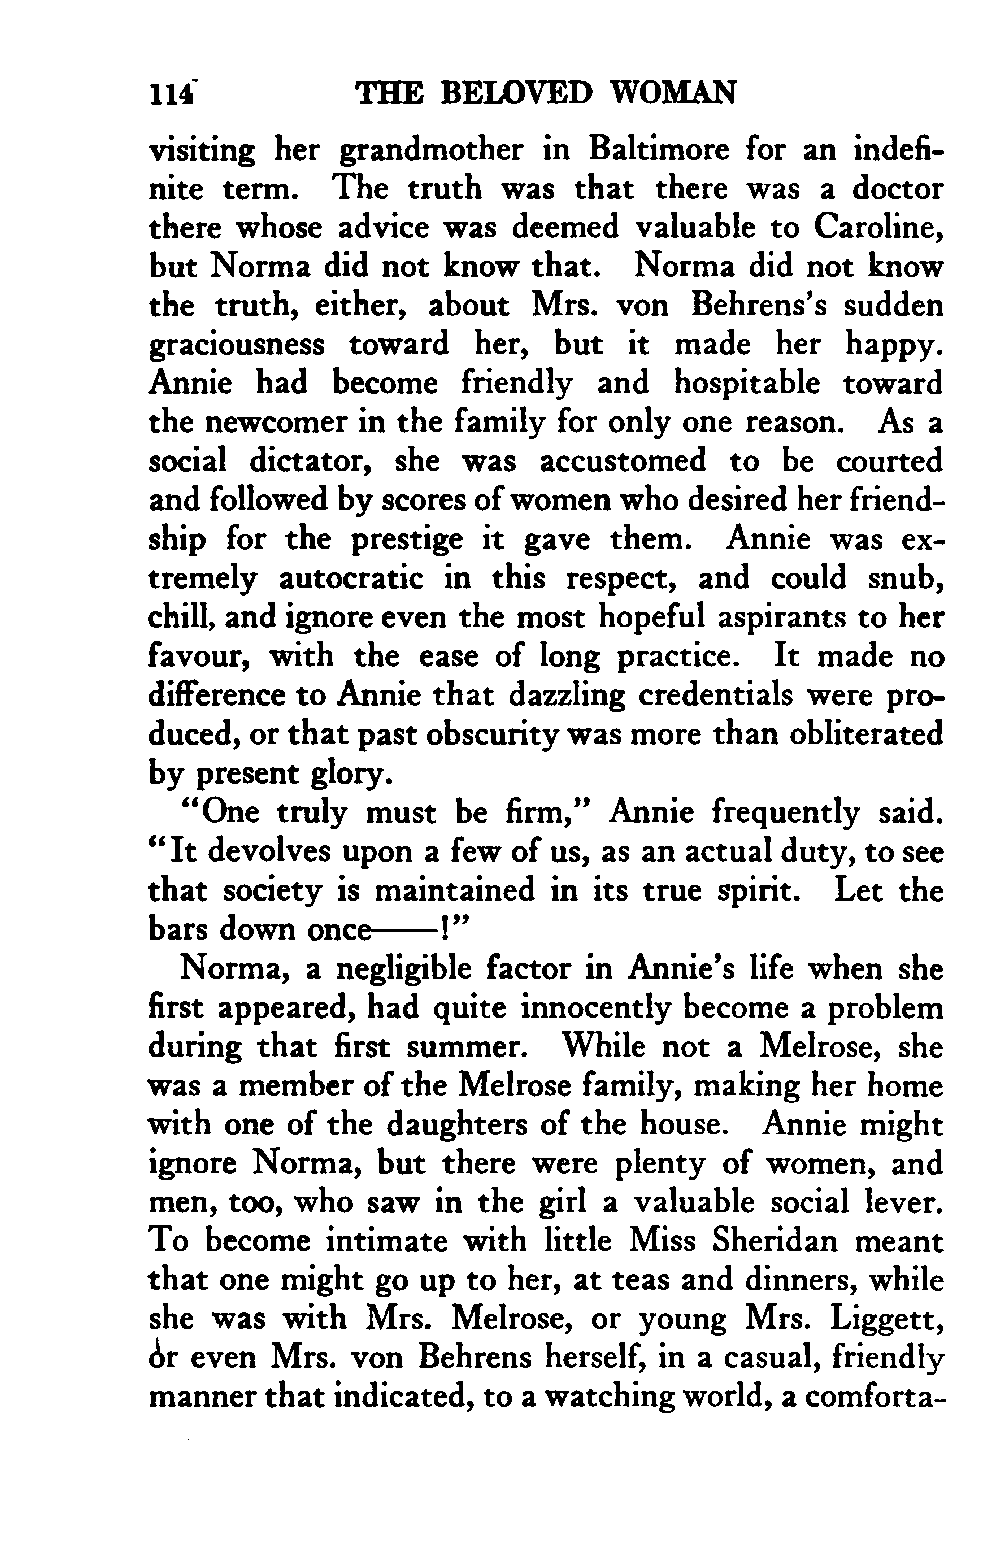 114 THE BELOVED WOMAN
visiting her grandmother in Baltimore for an indefi-
nite term. The truth was that there was a doctor
there whose advice was deemed valuable to Caroline,
but Norma did not know that. Norma did not know
the truth, either, about Mrs. von Behrens's sudden
graciousness toward her, but it made her happy.
Annie had become friendly and hospitable toward
the newcomer in the family for only one reason. As a
social dictator, she was accustomed to be courted
and followed by scores of women who desired her friend-
ship for the prestige it gave them. Annie was ex-
tremely autocratic in this respect, and could snub,
chill, and ignore even the most hopeful aspirants to her
favour, with the ease of long practice. It made no
difference to Annie that dazzling credentials were pro-
duced, or that past obscurity was more than obliterated
by present glory.
"One truly must be firm," Annie frequently said.
"It devolves upon a few of us, as an actual duty, to see
that society is maintained in its true spirit. Let the
bars down once——!"
Norma, a negligible factor in Annie's life when she
first appeared, had quite innocently become a problem
during that first summer. While not a Melrose, she
was a member of the Melrose family, making her home
with one of the daughters of the house. Annie might
ignore Norma, but there were plenty of women, and
men, too, who saw in the girl a valuable social lever.
To become intimate with little Miss Sheridan meant
that one might go up to her, at teas and dinners, while
she was with Mrs. Melrose, or young Mrs. Liggett,
or even Mrs. von Behrens herself, in a casual, friendly
manner that indicated, to a watching world, a comforta-